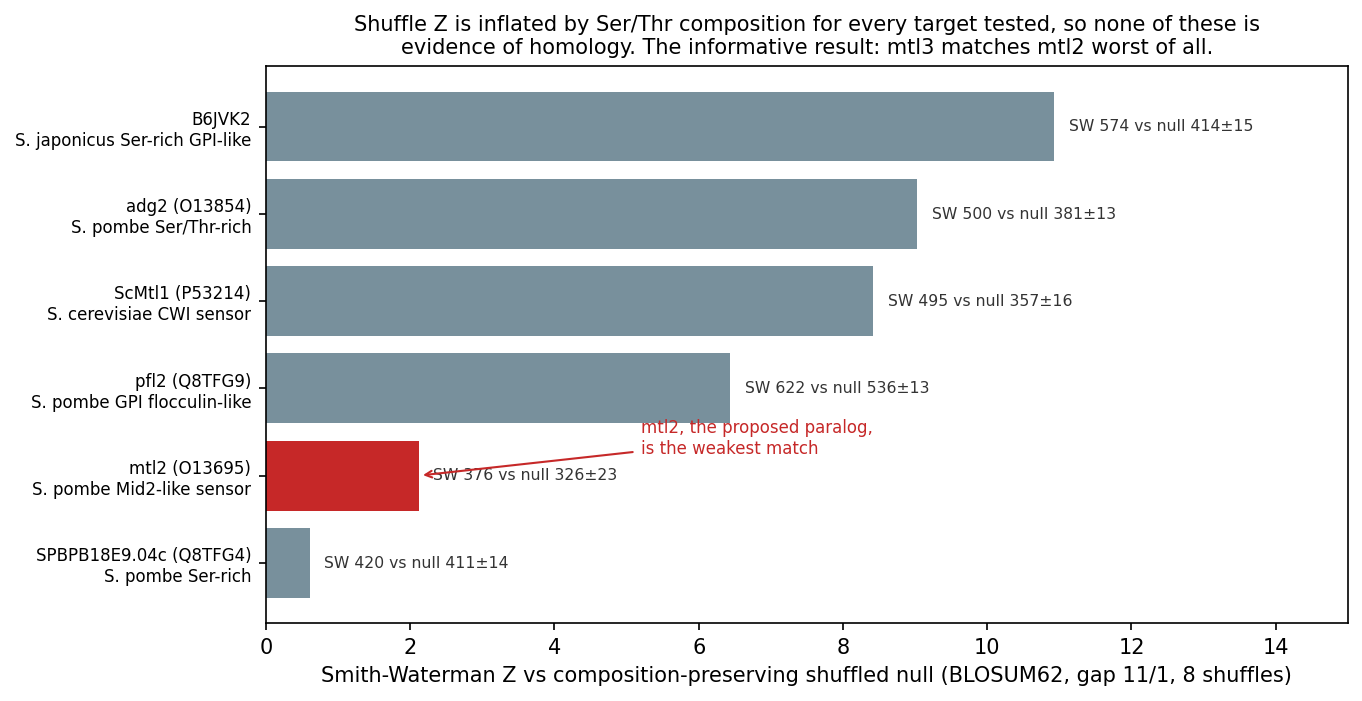 Shuffle Z is inflated by Ser/Thr composition for every target tested, so none of these is
evidence of homology. The informative result: mtl3 matches mtl2 worst of all.
B6JVK2
S. japonicus Ser-rich GPI-like
SW 574 vs null 414±15
adg2 (O13854)
S. pombe Ser/Thr-rich
SW 500 vs null 381±13
ScMtl1 (P53214)
S. cerevisiae CWI sensor
SW 495 vs null 357±16
pfl2 (Q8TFG9)
S. pombe GPI flocculin-like
SW 622 vs null 536±13
mtl2, the proposed paralog,
is the weakest match
mtl2 (O13695)
S. pombe Mid2-like sensor
SW 376 vs null 326±23
SPBPB18E9.04c (Q8TFG4)
S. pombe Ser-rich
SW 420 vs null 411±14
0 2 4 6 8 10 12 14
Smith-Waterman Z vs composition-preserving shuffled null (BLOSUM62, gap 11/1, 8 shuffles)